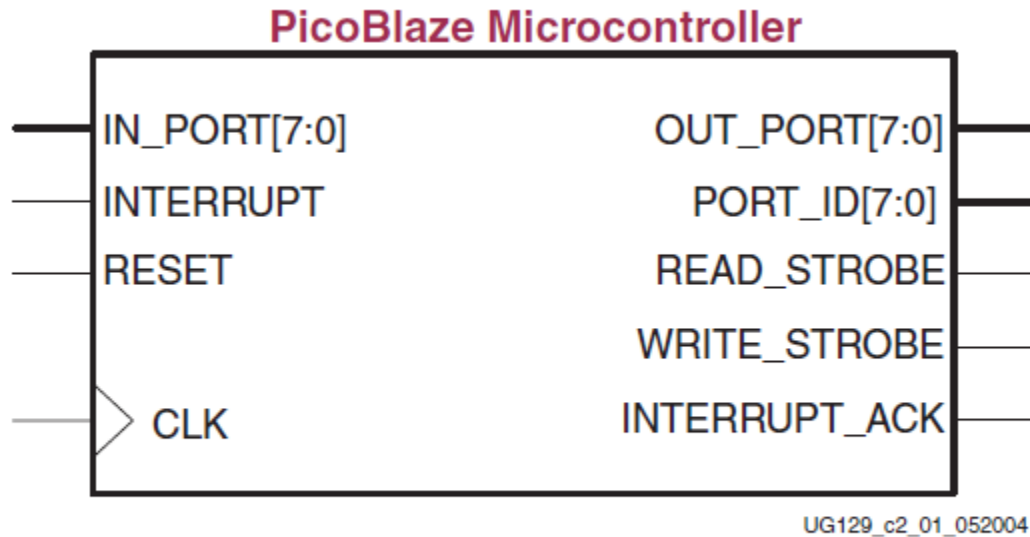 PicoBlaze Microcontroller
IN_PORT[7:0]
OUT_PORT[7:0]
INTERRUPT
PORT_ID[7:0]
RESET
READ_STROBE
WRITE_STROBE
CLK
INTERRUPT_ACK
UG129_c2_01_052004